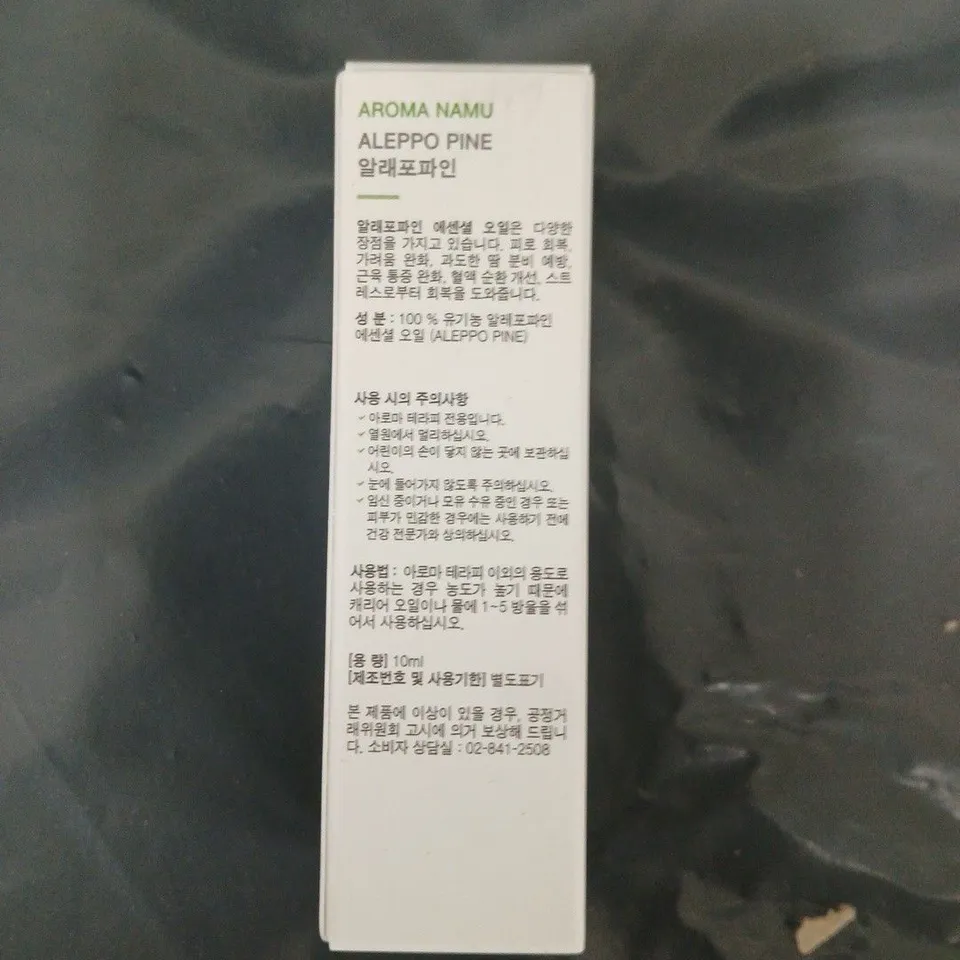 AROMA NAMU
ALEPPO PINE
알래포파인
알래포파인 에센셜 오일은 다양한
장점을 가지고 있습니다. 피로 회복,
가려움 완화, 과도한 땀 분비 예방,
근육 통증 완화, 혈액 순환 개선, 스트
레스로부터 회복을 도와줍니다.
성 분 : 100 % 유기농 알레포파인
에센셜 오일 (ALEPPO PINE)
사용 시의 주의사항
✓ 아로마 테라피 전용입니다.
✓ 열원에서 멀리하십시오.
✓ 어린이의 손이 닿지 않는 곳에 보관하십
시오.
✓ 눈에 들어가지 않도록 주의하십시오.
✓ 임신 중이거나 모유 수유 중인 경우 또는
피부가 민감한 경우에는 사용하기 전에
건강 전문가와 상의하십시오.
사용법 : 아로마 테라피 이외의 용도로
사용하는 경우 농도가 높기 때문에
캐리어 오일이나 물에 1~5 방울을 섞
어서 사용하십시오.
[용 량] 10ml
[제조번호 및 사용기한] 별도표기
본 제품에 이상이 있을 경우, 공정거
래위원회 고시에 의거 보상해 드립니
다. 소비자 상담실 : 02-841-2508